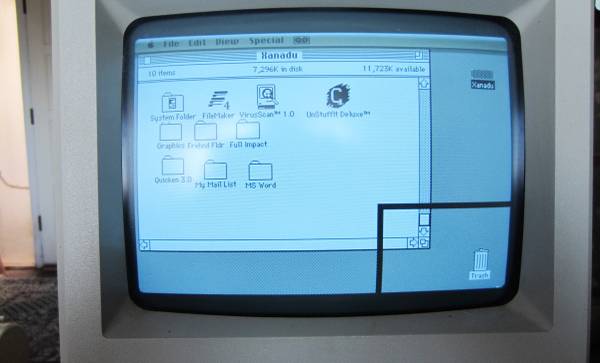 File Edit View Special
Xanadu
10 items 7,296K in disk 11,723K available
System Folder FileMaker VirusScan™ 1.0 UnStuffIt Deluxe™
4
Graphics Fldr Full Impact
Quicken 3.0 My Mail List MS Word
Xanadu
Trash